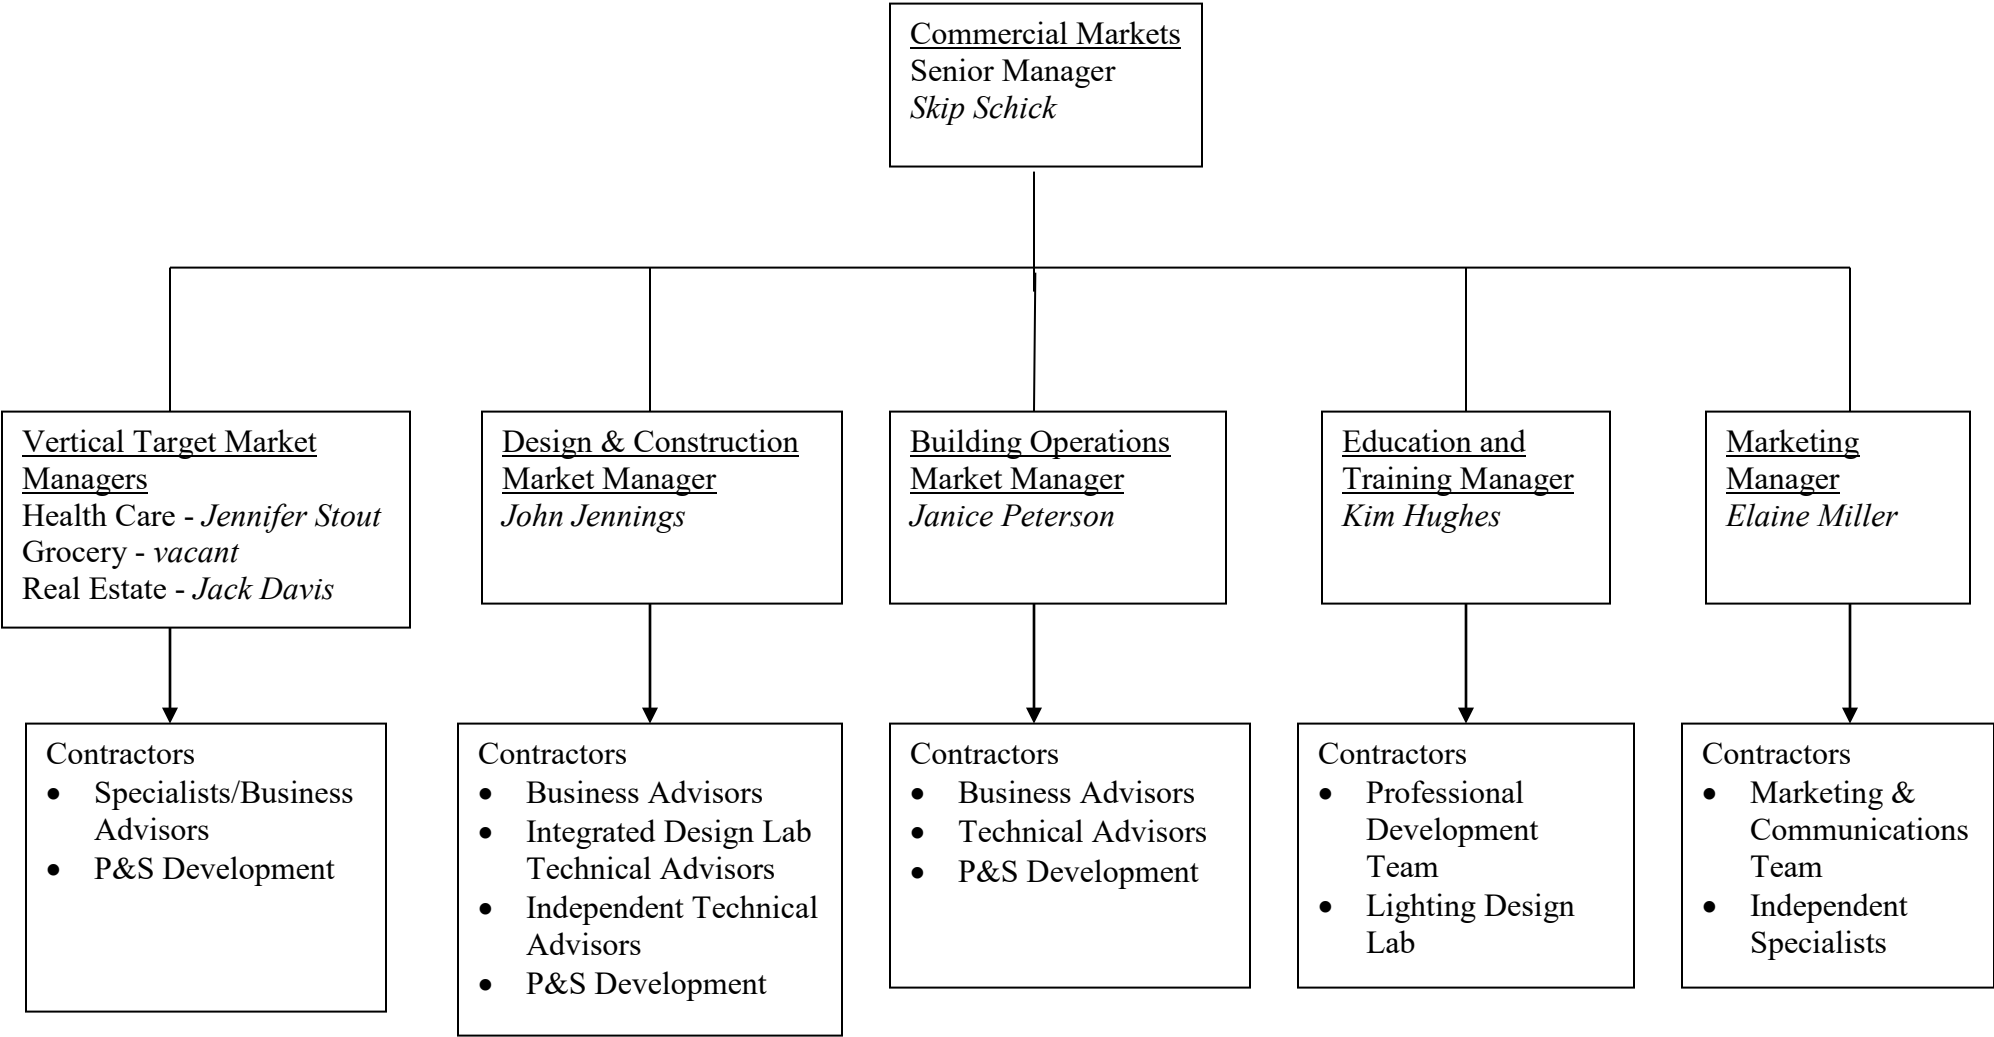 Commercial Markets
Senior Manager
Skip Schick
Vertical Target Market
Managers
Health Care - Jennifer Stout
Grocery - vacant
Real Estate - Jack Davis
Design & Construction
Market Manager
John Jennings
Building Operations
Market Manager
Janice Peterson
Education and
Training Manager
Kim Hughes
Marketing
Manager
Elaine Miller
Contractors
• Specialists/Business
Advisors
• P&S Development
Contractors
• Business Advisors
• Integrated Design Lab
Technical Advisors
• Independent Technical
Advisors
• P&S Development
Contractors
• Business Advisors
• Technical Advisors
• P&S Development
Contractors
• Professional
Development
Team
• Lighting Design
Lab
Contractors
• Marketing &
Communications
Team
• Independent
Specialists